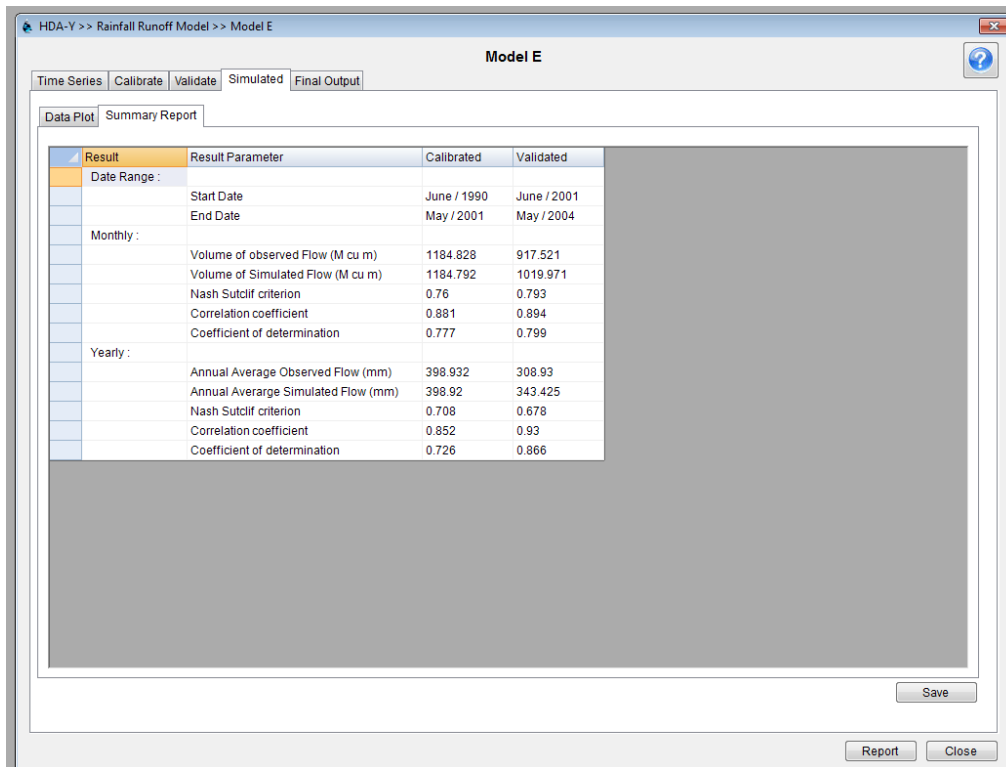 HDA-Y >> Rainfall Runoff Model >> Model E
Model E
Time Series Calibrate Validate Simulated Final Output
Data Plot Summary Report
Result Result Parameter Calibrated Validated
Date Range :
Start Date June / 1990 June / 2001
End Date May / 2001 May / 2004
Monthly :
Volume of observed Flow (M cu m) 1184.828 917.521
Volume of Simulated Flow (M cu m) 1184.792 1019.971
Nash Sutclif criterion 0.76 0.793
Correlation coefficient 0.881 0.894
Coefficient of determination 0.777 0.799
Yearly :
Annual Average Observed Flow (mm) 398.932 308.93
Annual Averarge Simulated Flow (mm) 398.92 343.425
Nash Sutclif criterion 0.708 0.678
Correlation coefficient 0.852 0.93
Coefficient of determination 0.726 0.866
Save
Report Close